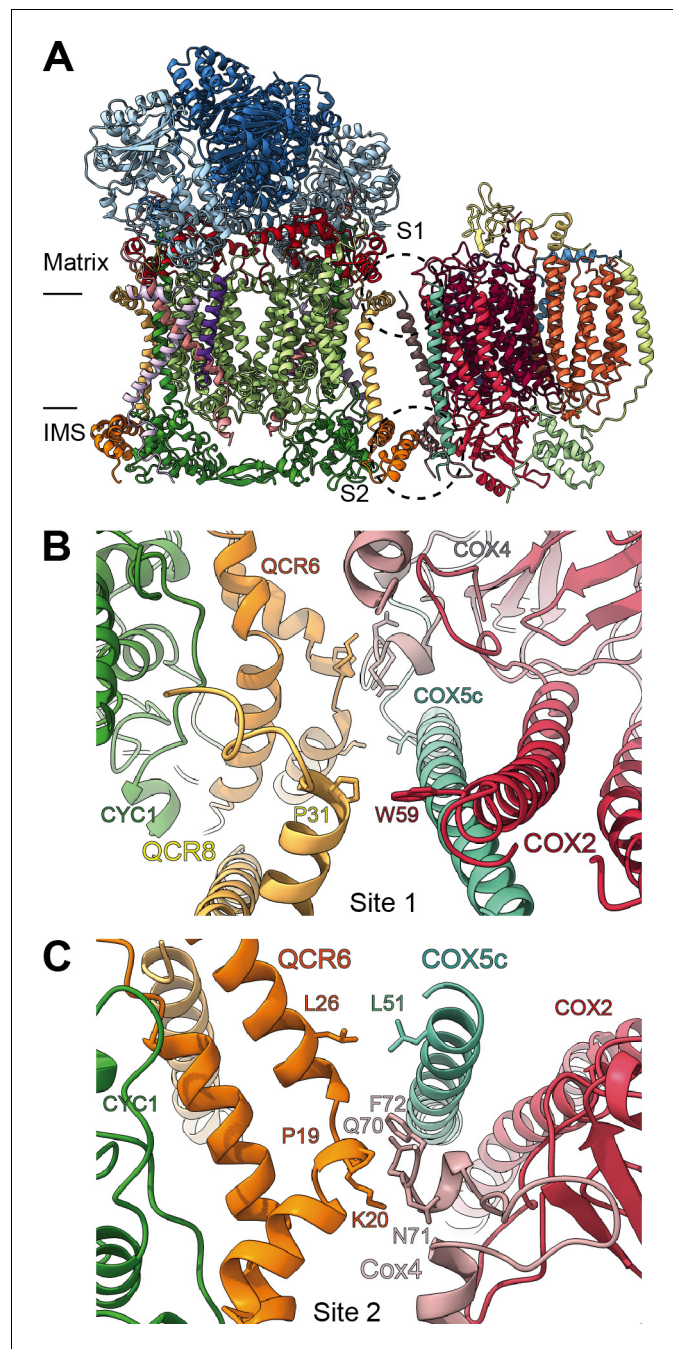 A
S1
Matrix
IMS
S2
B
QCR6
COX4
COX5c
CYC1
P31
W59
QCR8
COX2
Site 1
C
QCR6
COX5c
L26
L51
COX2
CYC1
F72
Q70
P19
K20
N71
Cox4
Site 2